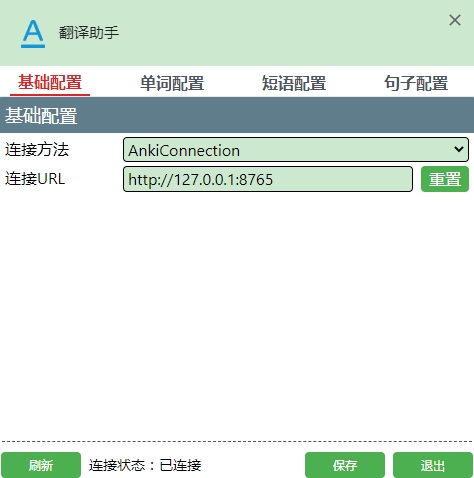 翻译助手
基础配置 单词配置 短语配置 句子配置
基础配置
连接方法 AnkiConnection
连接URL http://127.0.0.1:8765 重置
刷新 连接状态：已连接 保存 退出